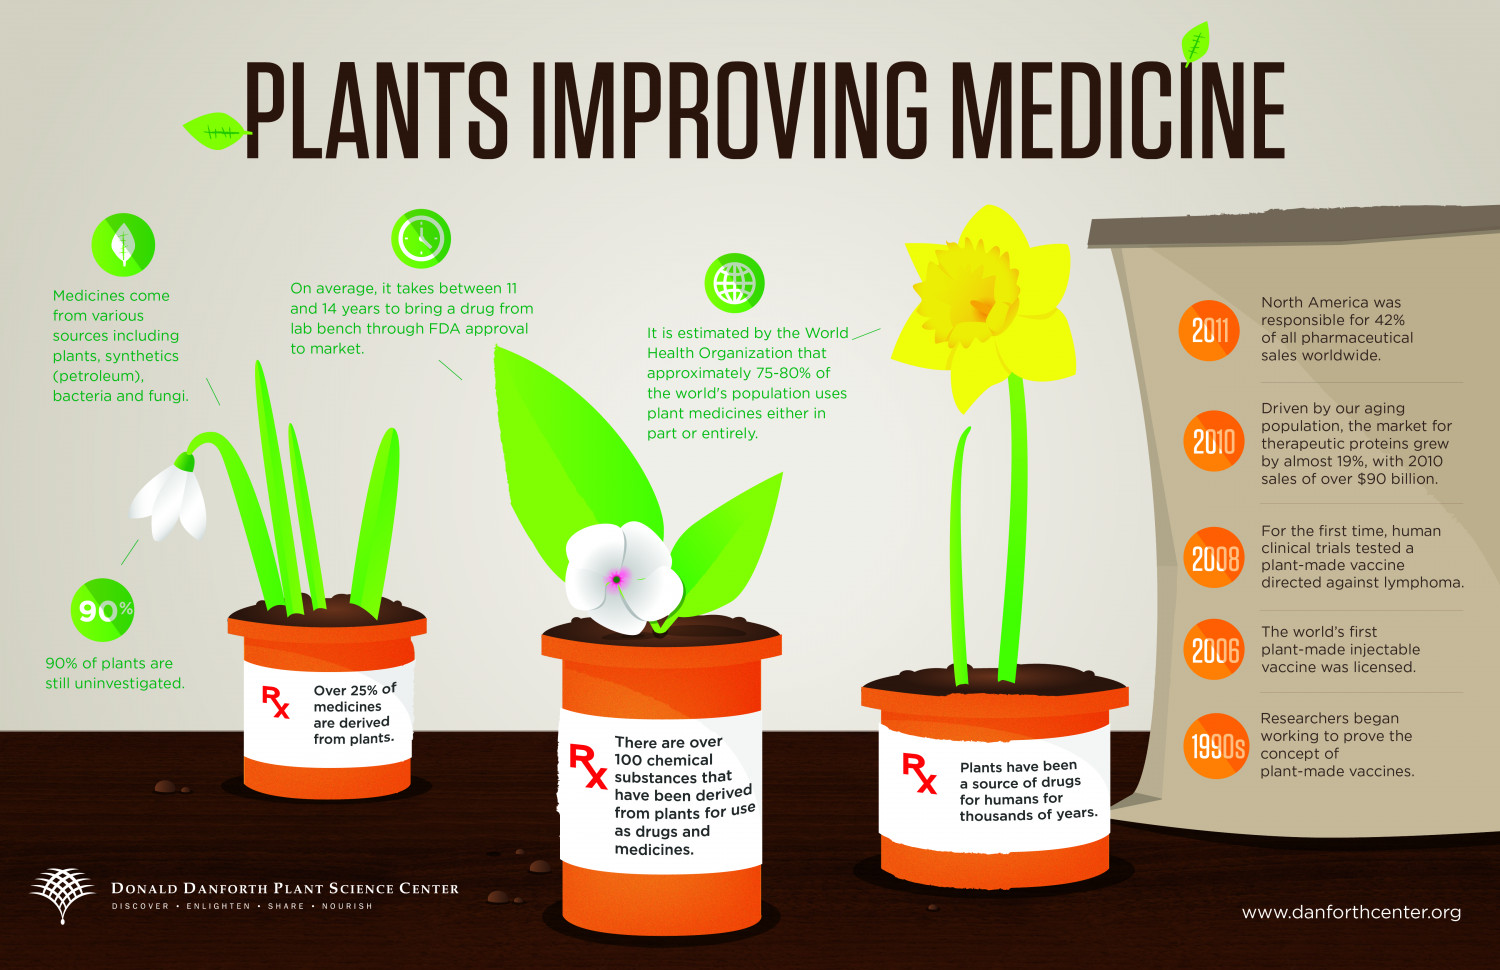 PLANTS IMPROVING MEDICINE
Medicines come
from various
sources including
plants, synthetics
(petroleum),
bacteria and fungi.
On average, it takes between 11
and 14 years to bring a drug from
lab bench through FDA approval
to market.
It is estimated by the World
Health Organization that
approximately 75-80% of
the world's population uses
plant medicines either in
part or entirely.
90%
90% of plants are
still uninvestigated.
Rx
Over 25% of
medicines
are derived
from plants.
Rx
There are over
100 chemical
substances that
have been derived
from plants for use
as drugs and
medicines.
Rx
Plants have been
a source of drugs
for humans for
thousands of years.
2011
North America was
responsible for 42%
of all pharmaceutical
sales worldwide.
2010
Driven by our aging
population, the market for
therapeutic proteins grew
by almost 19%, with 2010
sales of over $90 billion.
2008
For the first time, human
clinical trials tested a
plant-made vaccine
directed against lymphoma.
2006
The world's first
plant-made injectable
vaccine was licensed.
1990s
Researchers began
working to prove the
concept of
plant-made vaccines.
DONALD DANFORTH PLANT SCIENCE CENTER
DISCOVER • ENLIGHTEN • SHARE • NOURISH
www.danforthcenter.org